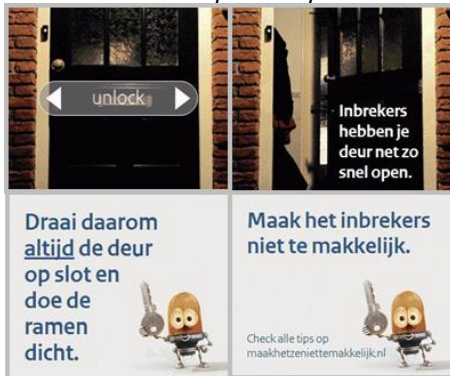 unlock
Inbrekers
hebben je
deur net zo
snel open.
Draai daarom
altijd de deur
op slot en
doe de
ramen
dicht.
Maak het inbrekers
niet te makkelijk.
Check alle tips op
maakhetzeniettemakkelijk.nl